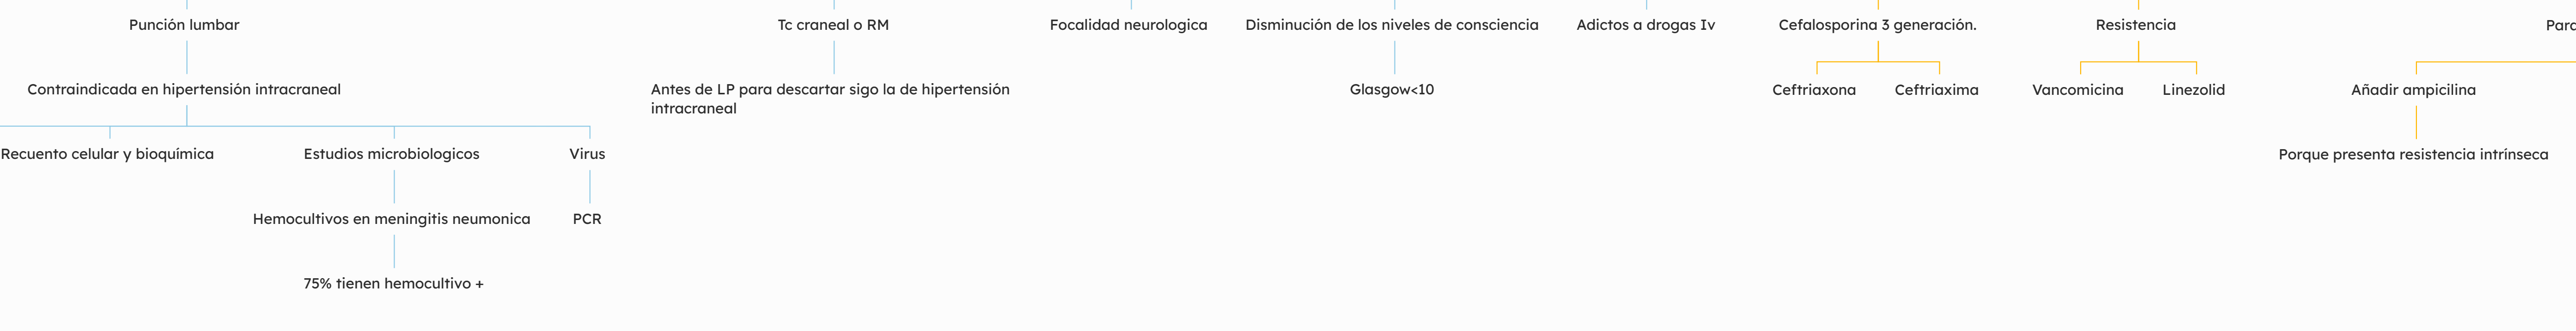 Punción lumbar
Tc craneal o RM
Focalidad neurologica
Disminución de los niveles de consciencia
Adictos a drogas Iv
Cefalosporina 3 generación.
Resistencia
Contraindicada en hipertensión intracraneal
Antes de LP para descartar sigo la de hipertensión
intracraneal
Glasgow<10
Ceftriaxona
Ceftriaxima
Vancomicina
Linezolid
Añadir ampicilina
Recuento celular y bioquímica
Estudios microbiologicos
Virus
Porque presenta resistencia intrínseca
Hemocultivos en meningitis neumonica
PCR
75% tienen hemocultivo +